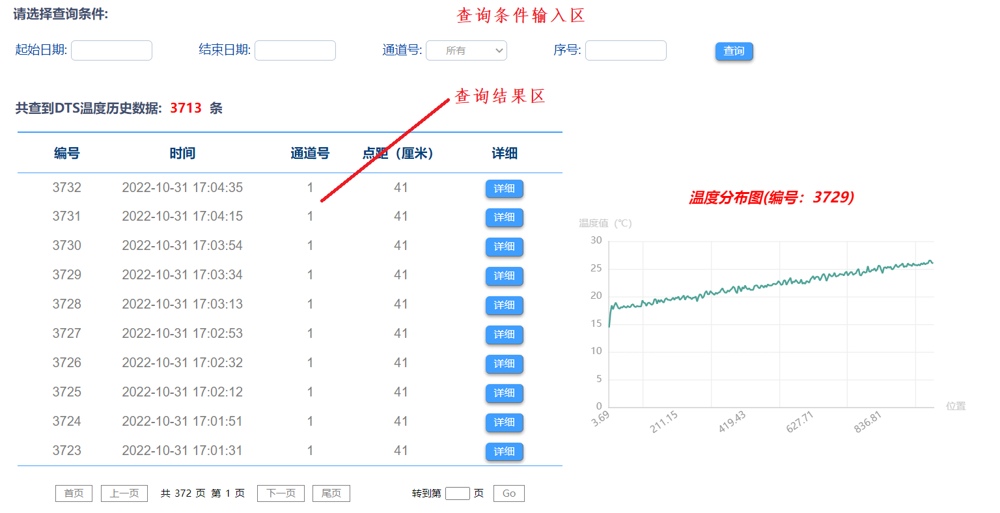 请选择查询条件:
查询条件输入区
起始日期: 结束日期: 通道号: 所有 序号: 查询
查询结果区
共查到DTS温度历史数据: 3713 条
编号 时间 通道号 点距（厘米） 详细
3732 2022-10-31 17:04:35 1 41 详细
3731 2022-10-31 17:04:15 1 41 详细
3730 2022-10-31 17:03:54 1 41 详细
3729 2022-10-31 17:03:34 1 41 详细
3728 2022-10-31 17:03:13 1 41 详细
3727 2022-10-31 17:02:53 1 41 详细
3726 2022-10-31 17:02:32 1 41 详细
3725 2022-10-31 17:02:12 1 41 详细
3724 2022-10-31 17:01:51 1 41 详细
3723 2022-10-31 17:01:31 1 41 详细
首页 上一页 共 372 页 第 1 页 下一页 尾页 转到第 页 Go
温度分布图(编号：3729)
温度值（℃）
30
25
20
15
10
5
0
位置
3.69 211.15 419.43 627.71 836.81